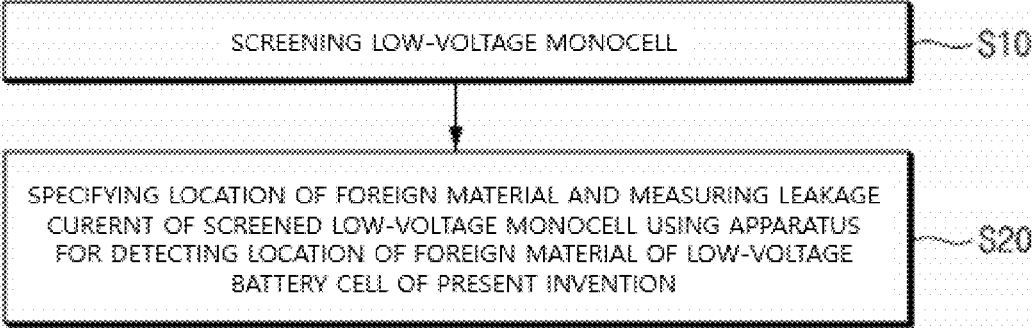 SCREENING LOW-VOLTAGE MONOCELL
S10
SPECIFYING LOCATION OF FOREIGN MATERIAL AND MEASURING LEAKAGE
CURERNT OF SCREENED LOW-VOLTAGE MONOCELL USING APPARATUS
FOR DETECTING LOCATION OF FOREIGN MATERIAL OF LOW-VOLTAGE
BATTERY CELL OF PRESENT INVENTION
S20